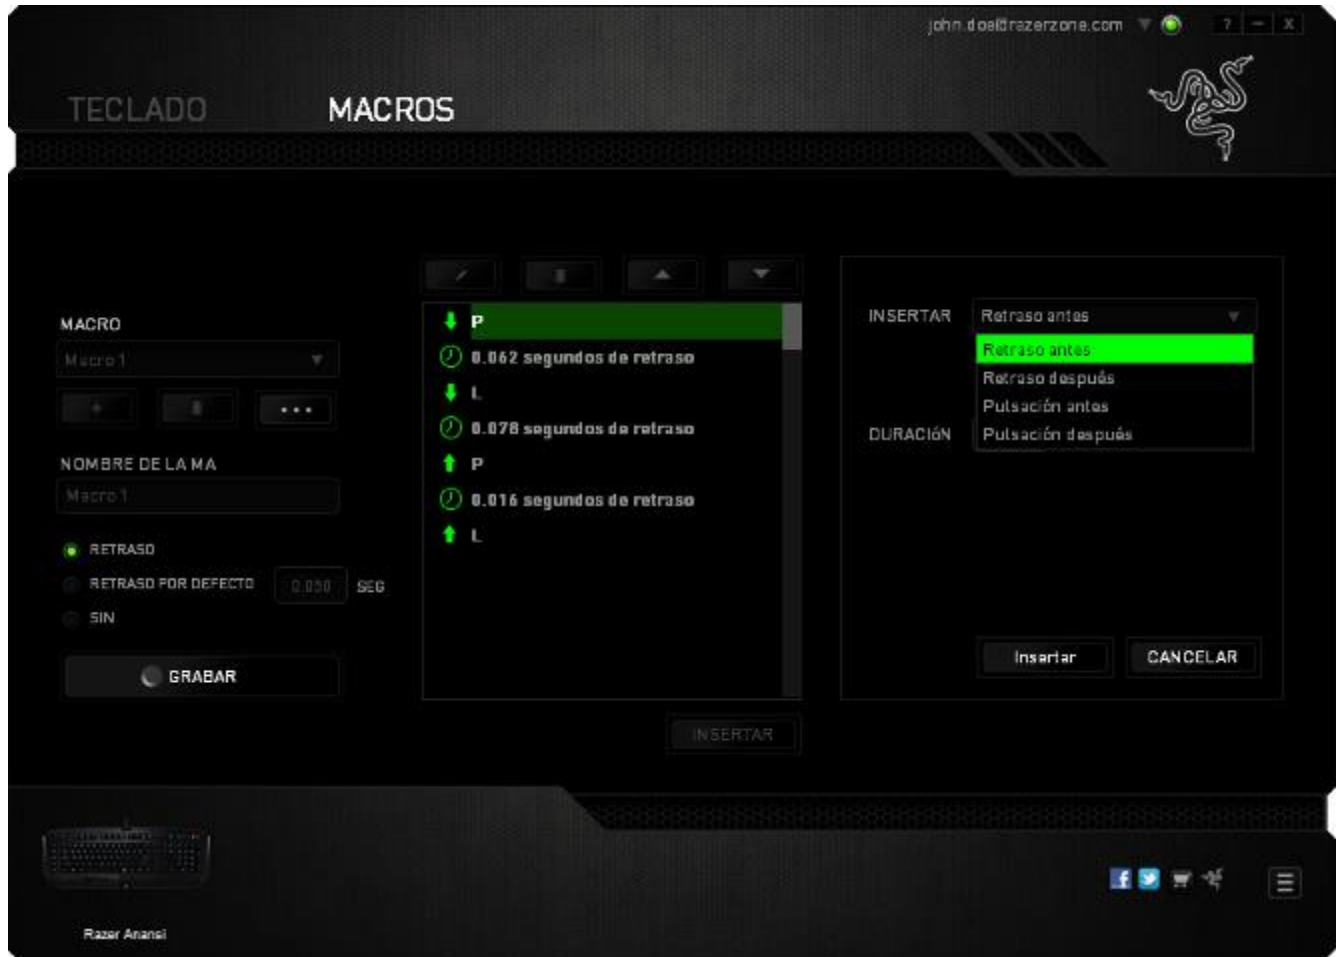 john.doe@razerzone.com
? – X
TECLADO
MACROS
MACRO
Macro 1
NOMBRE DE LA MA
Macro 1
RETRASO
RETRASO POR DEFECTO 0.050 SEG
SIN
GRABAR
P
0.062 segundos de retraso
L
0.078 segundos de retraso
P
0.016 segundos de retraso
L
INSERTAR
INSERTAR Retraso antes
Retraso antes
Retraso después
Pulsación antes
DURACIÓN Pulsación después
Insertar CANCELAR
f
Razer Anansi